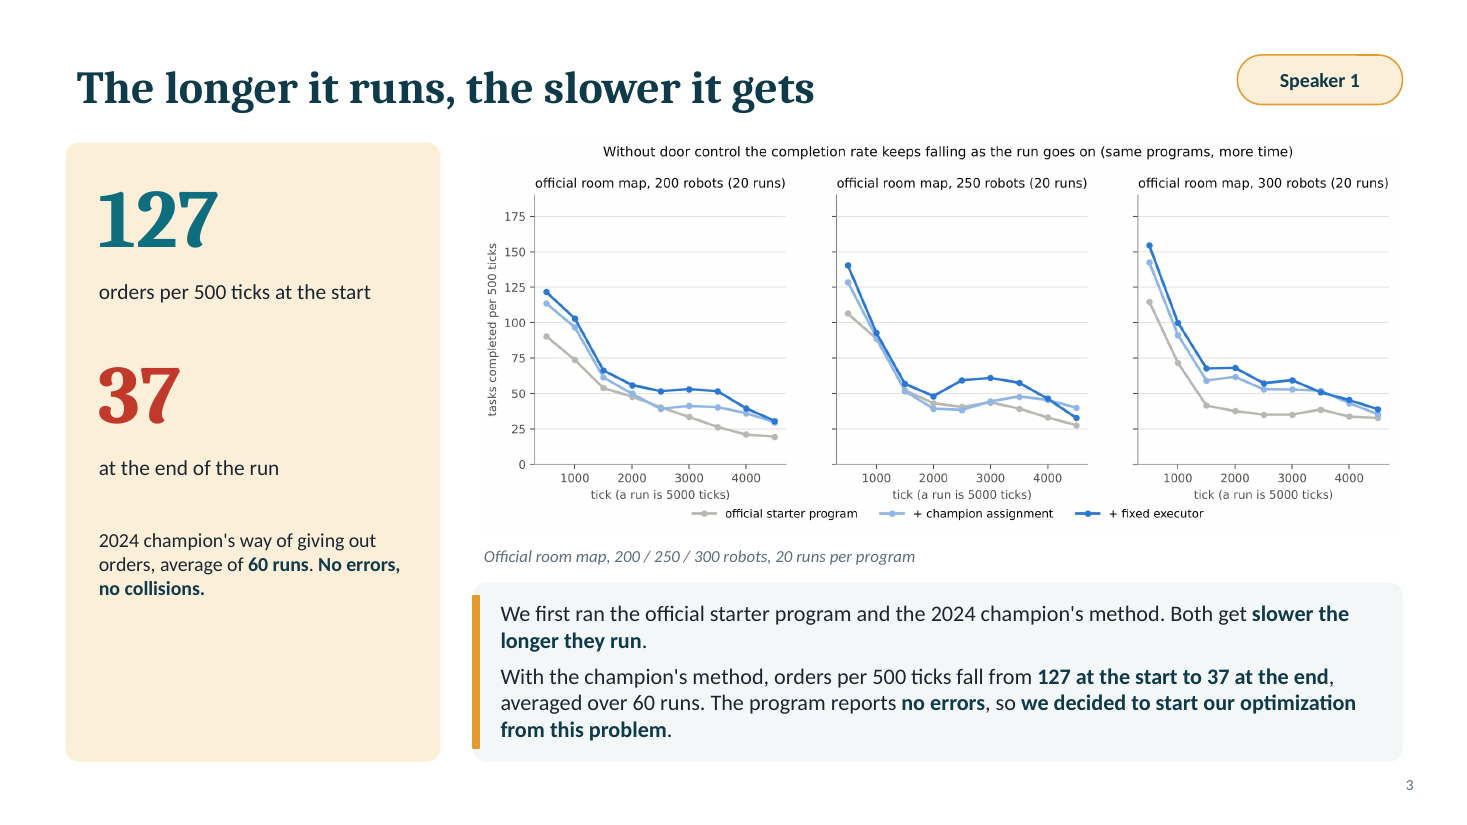 The longer it runs, the slower it gets
Speaker 1
127
orders per 500 ticks at the start
37
at the end of the run
2024 champion's way of giving out
orders, average of 60 runs. No errors,
no collisions.
Without door control the completion rate keeps falling as the run goes on (same programs, more time)
official room map, 200 robots (20 runs)
official room map, 250 robots (20 runs)
official room map, 300 robots (20 runs)
tasks completed per 500 ticks
175
150
125
100
75
50
25
0
1000 2000 3000 4000
tick (a run is 5000 ticks)
1000 2000 3000 4000
tick (a run is 5000 ticks)
1000 2000 3000 4000
tick (a run is 5000 ticks)
official starter program + champion assignment + fixed executor
Official room map, 200 / 250 / 300 robots, 20 runs per program
We first ran the official starter program and the 2024 champion's method. Both get slower the
longer they run.
With the champion's method, orders per 500 ticks fall from 127 at the start to 37 at the end,
averaged over 60 runs. The program reports no errors, so we decided to start our optimization
from this problem.
3